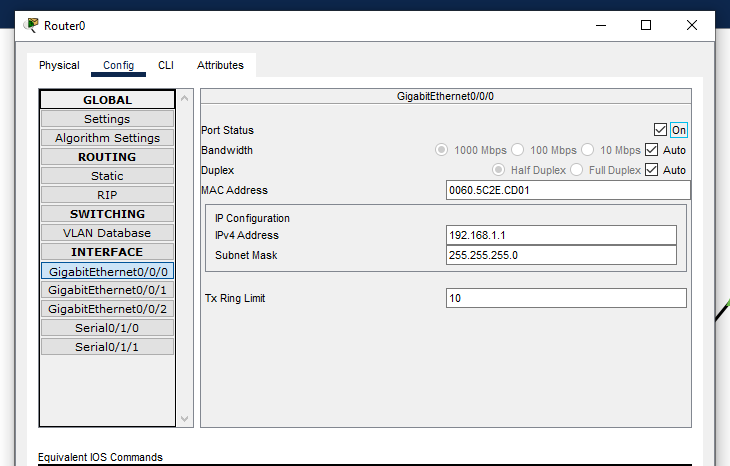 Router0
Physical Config CLI Attributes
GLOBAL
Settings
Algorithm Settings
ROUTING
Static
RIP
SWITCHING
VLAN Database
INTERFACE
GigabitEthernet0/0/0
GigabitEthernet0/0/1
GigabitEthernet0/0/2
Serial0/1/0
Serial0/1/1
GigabitEthernet0/0/0
Port Status On
Bandwidth 1000 Mbps 100 Mbps 10 Mbps Auto
Duplex Half Duplex Full Duplex Auto
MAC Address 0060.5C2E.CD01
IP Configuration
IPv4 Address 192.168.1.1
Subnet Mask 255.255.255.0
Tx Ring Limit 10
Equivalent IOS Commands